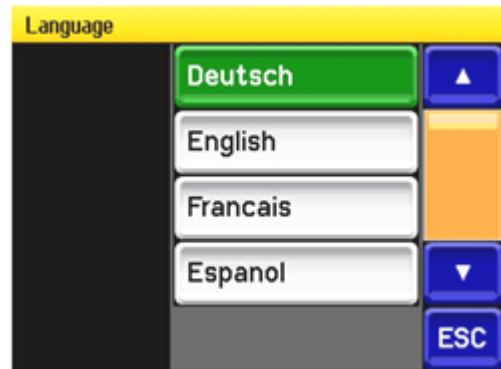 Language
Deutsch
▲
English
Francais
Espanol
▼
ESC